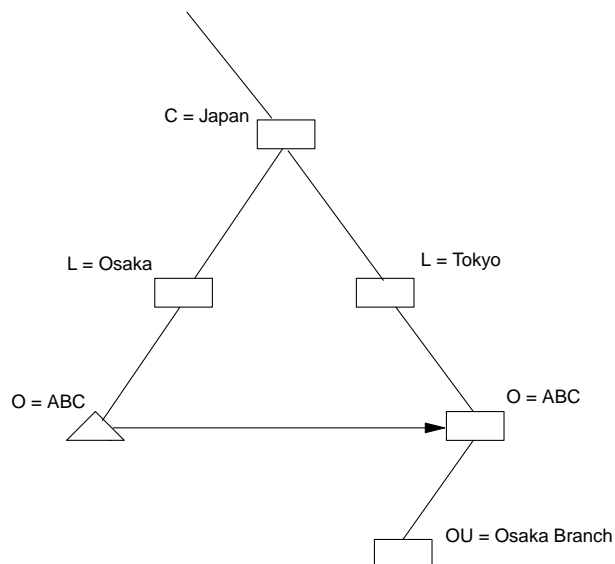 C = Japan
L = Osaka
L = Tokyo
O = ABC
O = ABC
OU = Osaka Branch